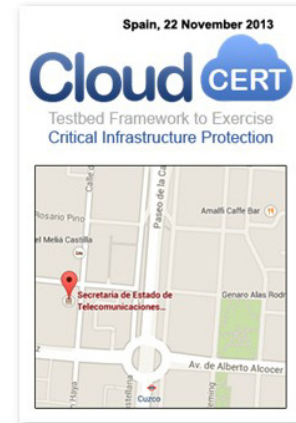 Spain, 22 November 2013
Cloud CERT
Testbed Framework to Exercise
Critical Infrastructure Protection
Calle d
Paseo de la Ca
Rosario Pino
Amalfi Caffe Bar
el Meliá Castilla
Secretaría de Estado de
Telecomunicaciones...
Genaro Alas Rodr
Av. de Alberto Alcocer
Haya
stellana
eming
Cuzco